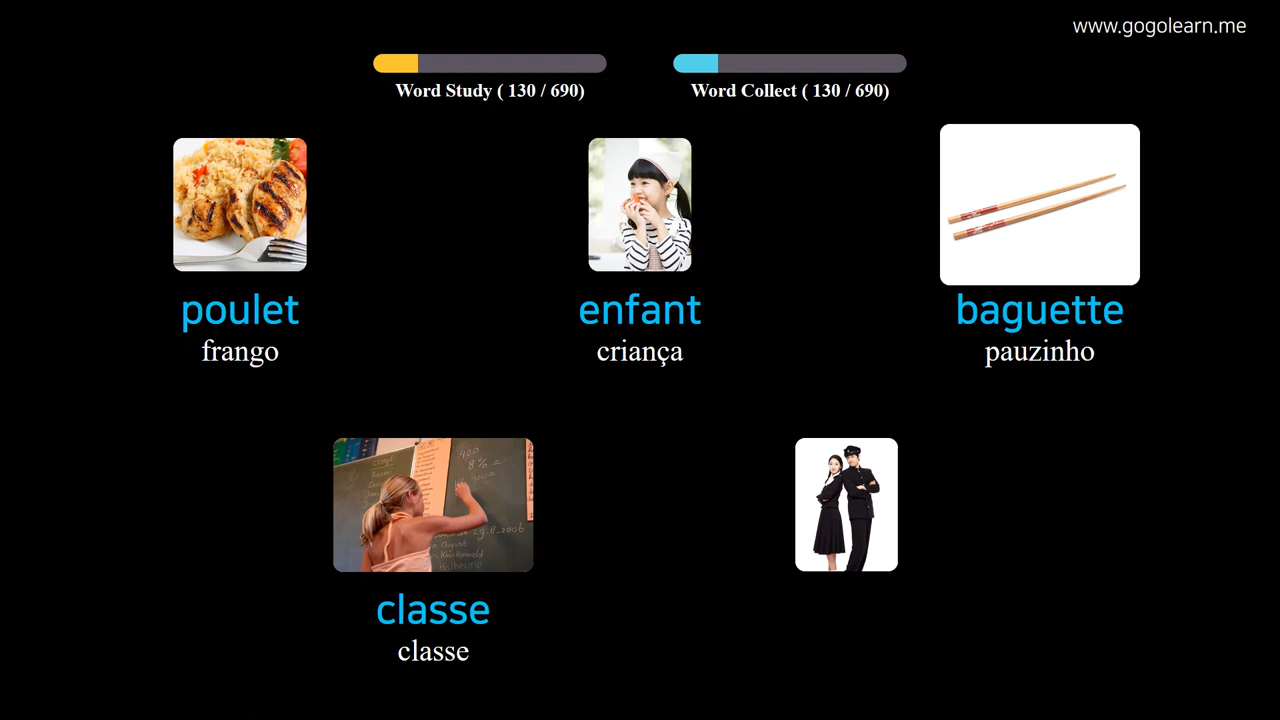 www.gogolearn.me
Word Study ( 130 / 690)
Word Collect ( 130 / 690)
poulet
frango
enfant
criança
baguette
pauzinho
classe
classe